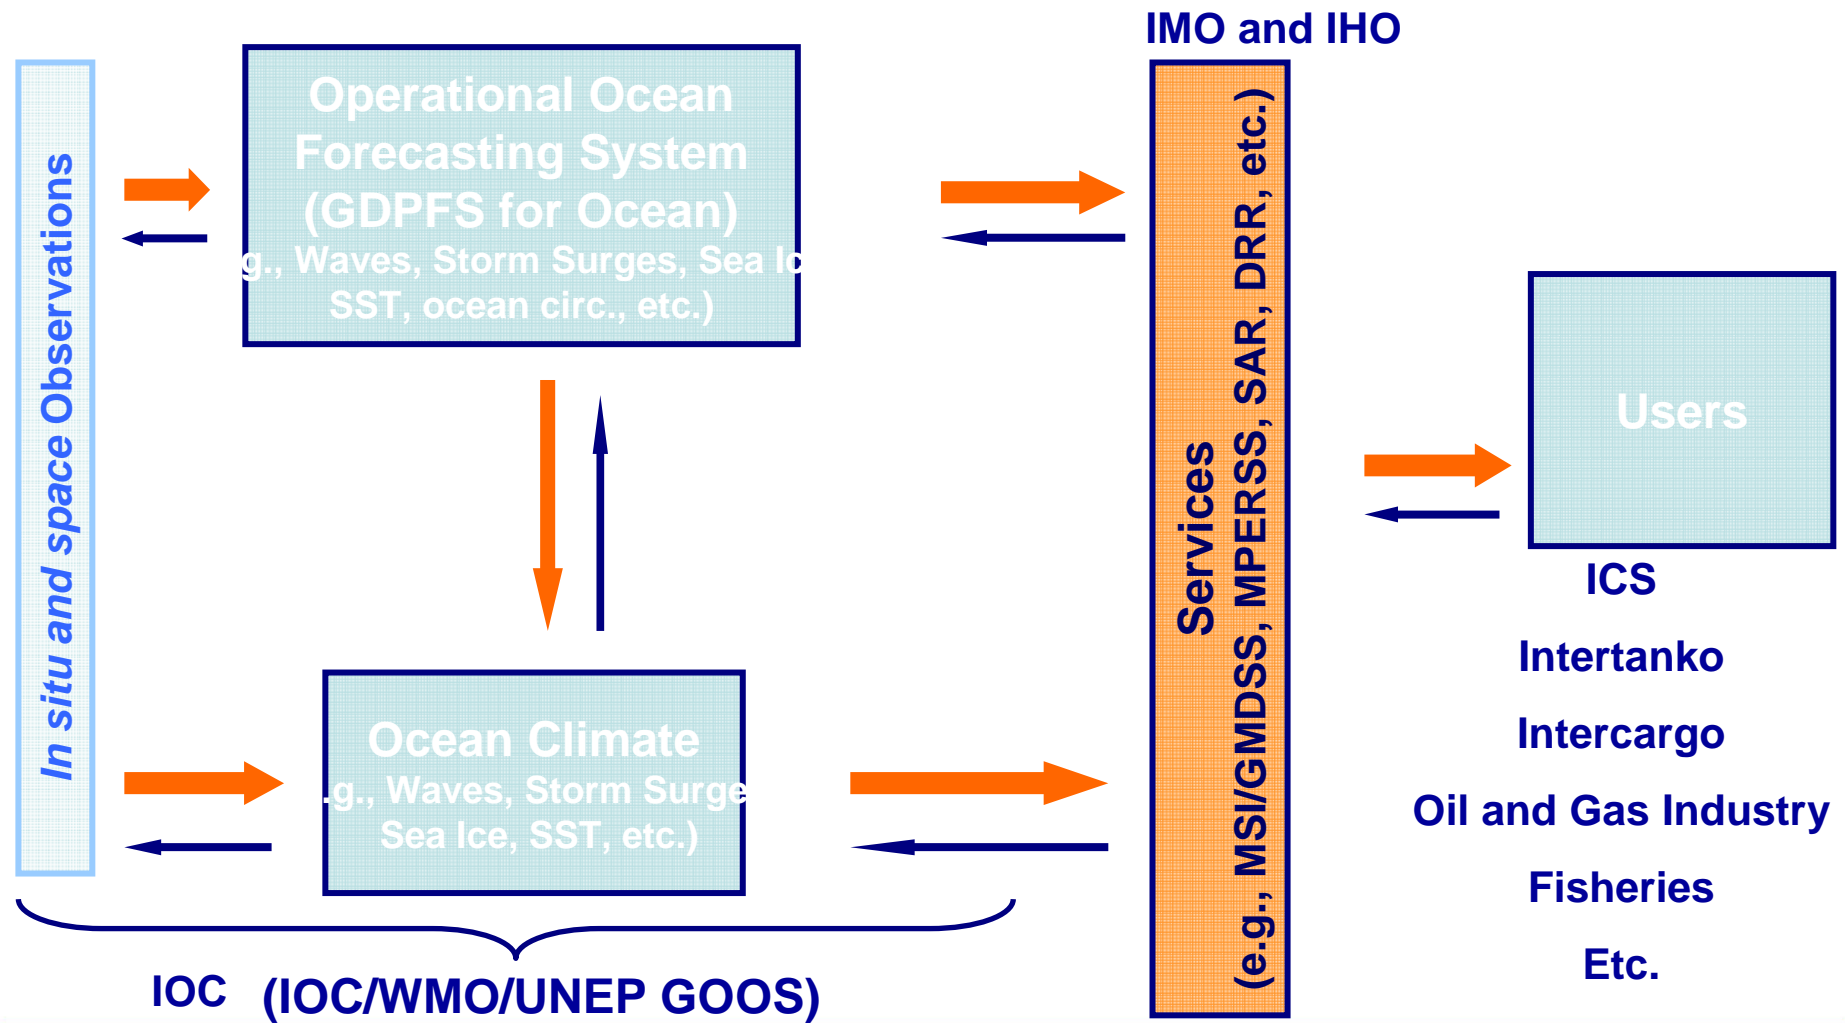 IMO and IHO
In situ and space Observations
Operational Ocean
Forecasting System
(GDPFS for Ocean)
g., Waves, Storm Surges, Sea Ic
SST, ocean circ., etc.)
Ocean Climate
.g., Waves, Storm Surge
Sea Ice, SST, etc.)
Services
(e.g., MSI/GMDSS, MPERSS, SAR, DRR, etc.)
Users
ICS
Intertanko
Intercargo
Oil and Gas Industry
Fisheries
Etc.
IOC (IOC/WMO/UNEP GOOS)